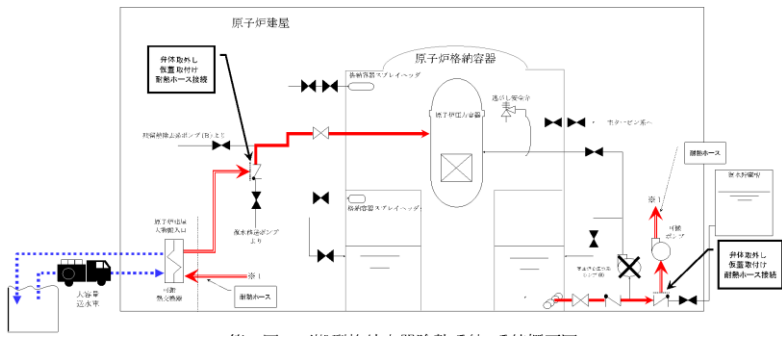 原子炉建屋
弁体取外し
仮蓋取付け
耐熱ホース接続
原子炉格納容器
格納容器スプレイヘッダ
逃がし安全弁
原子炉圧力容器
主タービン系へ
残留熱除去系ポンプ(B)より
復水移送ポンプ
より
格納容器スプレイヘッダ
原子炉建屋
大物搬入口
※1
可搬
熱交換器
耐熱ホース
大容量
送水車
耐熱ホース
復水貯蔵槽
※1
可搬
ポンプ
弁体取外し
仮蓋取付け
耐熱ホース接続